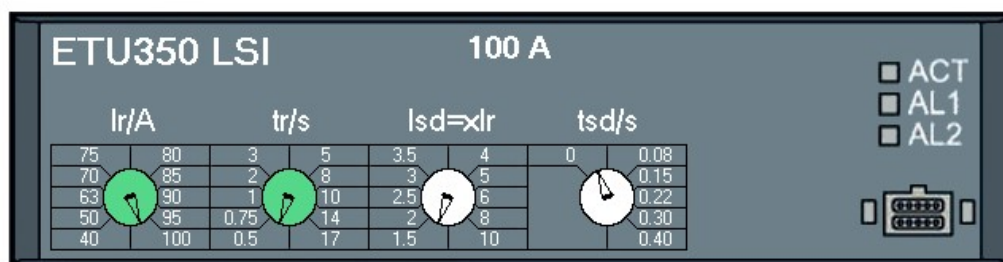 ETU350 LSI 100 A
ACT
AL1
AL2
Ir/A tr/s Isd=xIr tsd/s
75 80 3 5 3.5 4 0 0.08
70 85 2 8 3 5 0.15
63 90 1 10 2.5 6 0.22
50 95 0.75 14 2 8 0.30
40 100 0.5 17 1.5 10 0.40